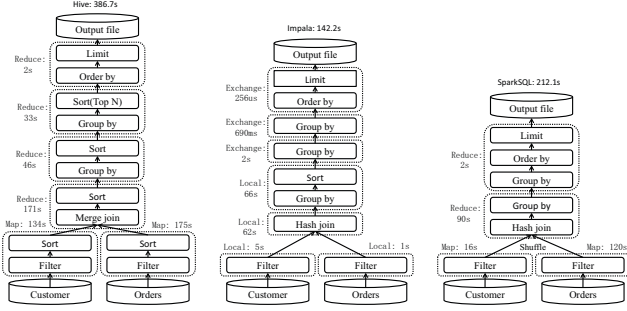 Hive: 386.7s
Output file
Limit
Reduce:
2s
Order by
Sort(Top N)
Reduce:
33s
Group by
Sort
Reduce:
46s
Group by
Sort
Reduce:
171s
Merge join
Map: 134s
Map: 175s
Sort
Sort
Filter
Filter
Customer
Orders
Impala: 142.2s
Output file
Limit
Exchange:
256us
Order by
Exchange:
690ms
Group by
Exchange:
2s
Group by
Sort
Local:
66s
Group by
Local:
62s
Hash join
Local: 5s
Local: 1s
Filter
Filter
Customer
Orders
SparkSQL: 212.1s
Output file
Limit
Reduce:
2s
Order by
Group by
Group by
Reduce:
90s
Hash join
Map: 16s
Shuffle
Map: 120s
Filter
Filter
Customer
Orders